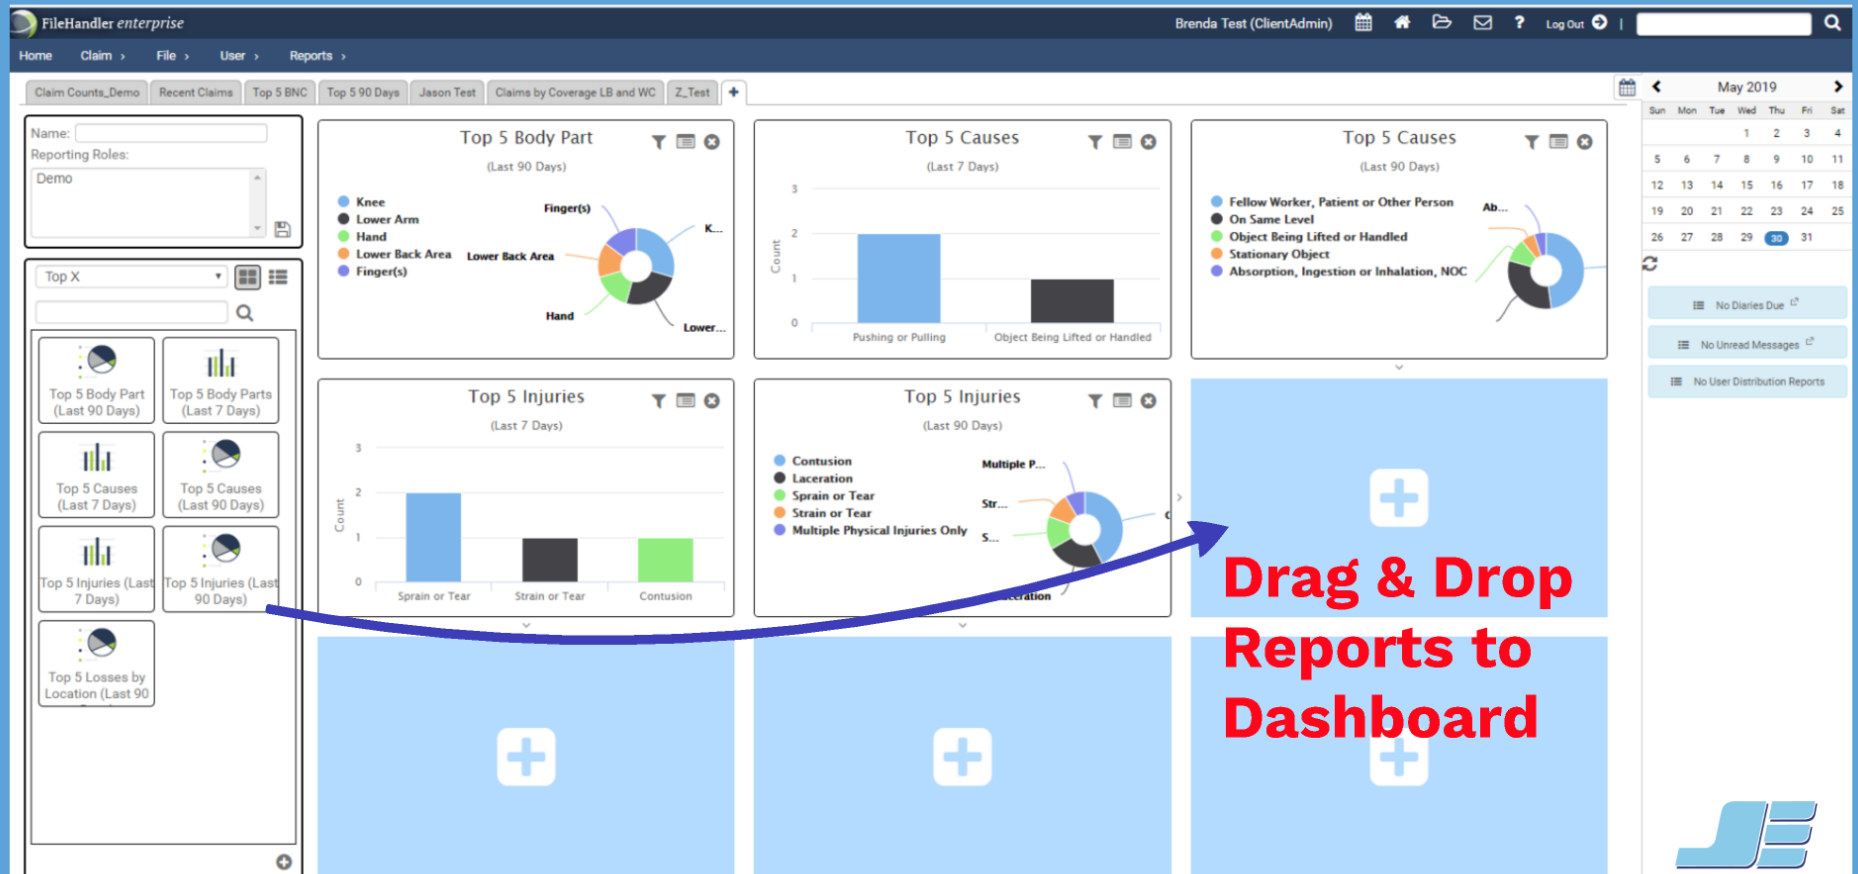 FileHandler enterprise
Brenda Test (ClientAdmin)
?
Log Out
|
Home
Claim ›
File ›
User ›
Reports ›
Claim Counts_Demo
Recent Claims
Top 5 BNC
Top 5 90 Days
Jason Test
Claims by Coverage LB and WC
Z_Test
Name:
Reporting Roles:
Demo
Top X
Top 5 Body Part
(Last 90 Days)
Top 5 Body Parts
(Last 7 Days)
Top 5 Causes
(Last 7 Days)
Top 5 Causes
(Last 90 Days)
Top 5 Injuries (Last
7 Days)
Top 5 Injuries (Last
90 Days)
Top 5 Losses by
Location (Last 90
Top 5 Body Part
(Last 90 Days)
Knee
Lower Arm
Hand
Lower Back Area
Finger(s)
Finger(s)
K...
Lower Back Area
Hand
Lower...
Top 5 Causes
(Last 7 Days)
Count
3
2
1
0
Pushing or Pulling
Object Being Lifted or Handled
Top 5 Causes
(Last 90 Days)
Fellow Worker, Patient or Other Person
On Same Level
Object Being Lifted or Handled
Stationary Object
Absorption, Ingestion or Inhalation, NOC
Ab...
Top 5 Injuries
(Last 7 Days)
Count
3
2
1
0
Sprain or Tear
Strain or Tear
Contusion
Top 5 Injuries
(Last 90 Days)
Contusion
Laceration
Sprain or Tear
Strain or Tear
Multiple Physical Injuries Only
Multiple P...
Str...
S...
Drag & Drop
Reports to
Dashboard
May 2019
Sun Mon Tue Wed Thu Fri Sat
1 2 3 4
5 6 7 8 9 10 11
12 13 14 15 16 17 18
19 20 21 22 23 24 25
26 27 28 29 30 31
No Diaries Due
No Unread Messages
No User Distribution Reports